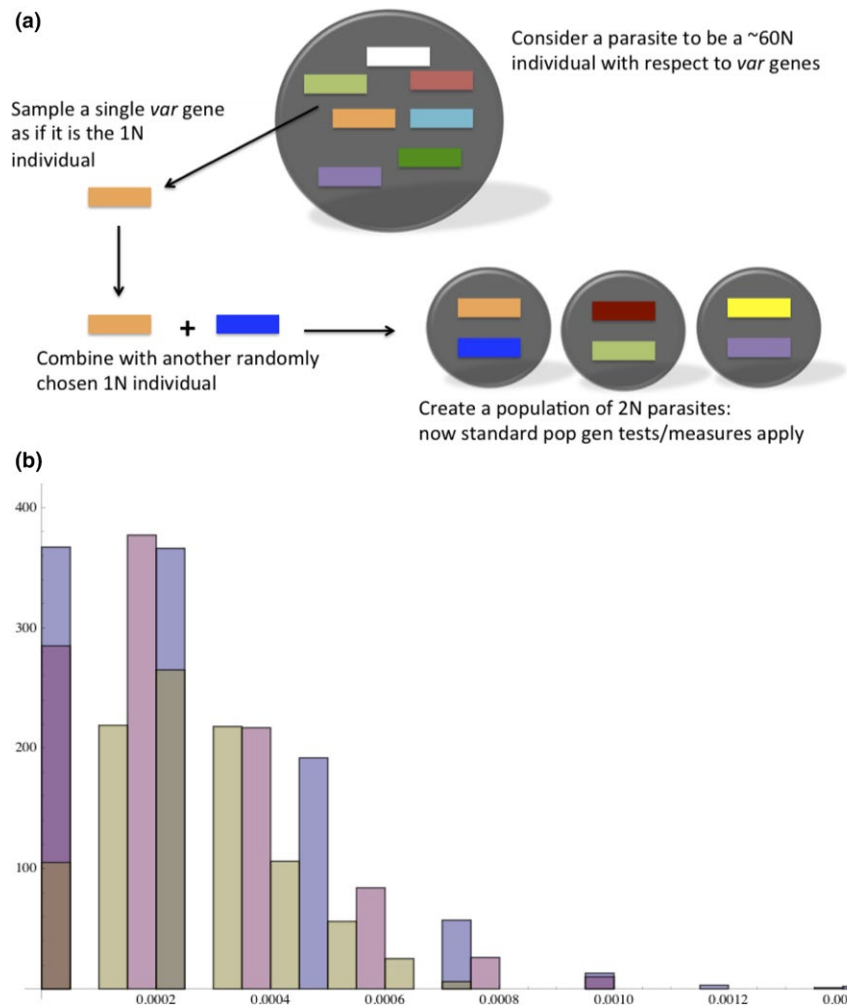 (a)
Consider a parasite to be a ~60N
individual with respect to var genes
Sample a single var gene
as if it is the 1N
individual
+
Combine with another randomly
chosen 1N individual
Create a population of 2N parasites:
now standard pop gen tests/measures apply
(b)
400
300
200
100
0.0002
0.0004
0.0006
0.0008
0.0010
0.0012